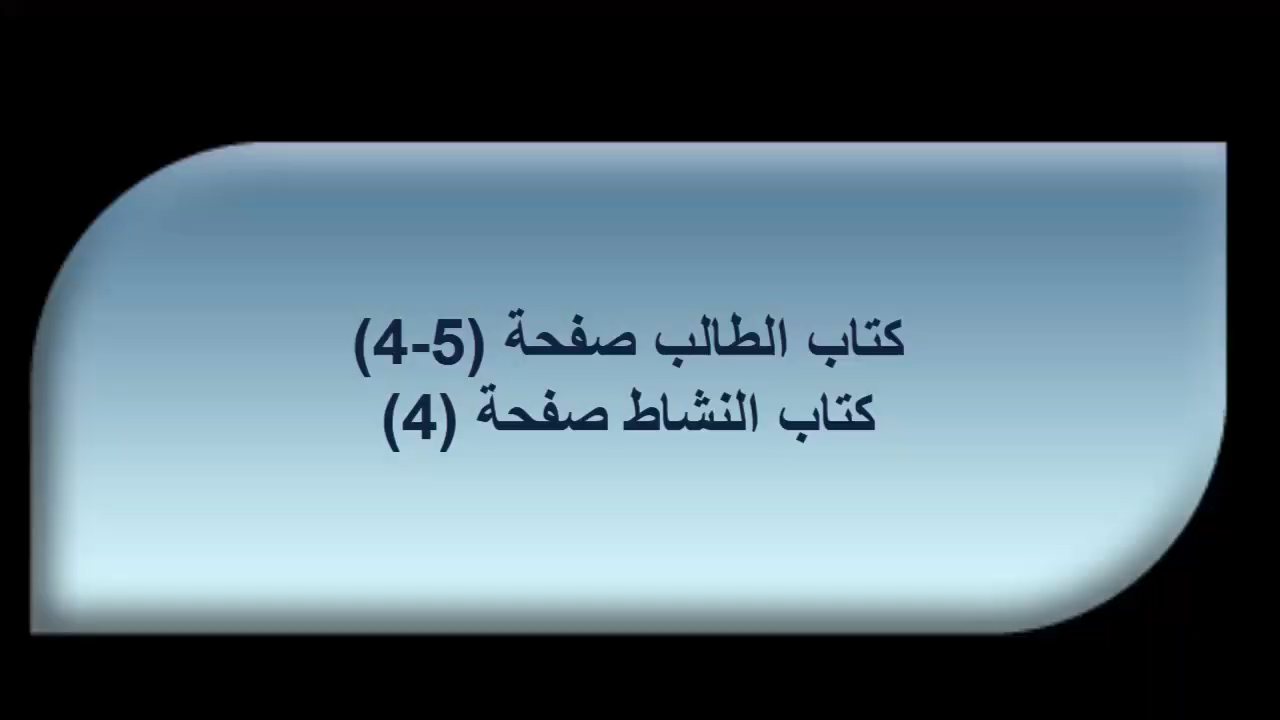 كتاب الطالب صفحة (5-4)
كتاب النشاط صفحة (4)